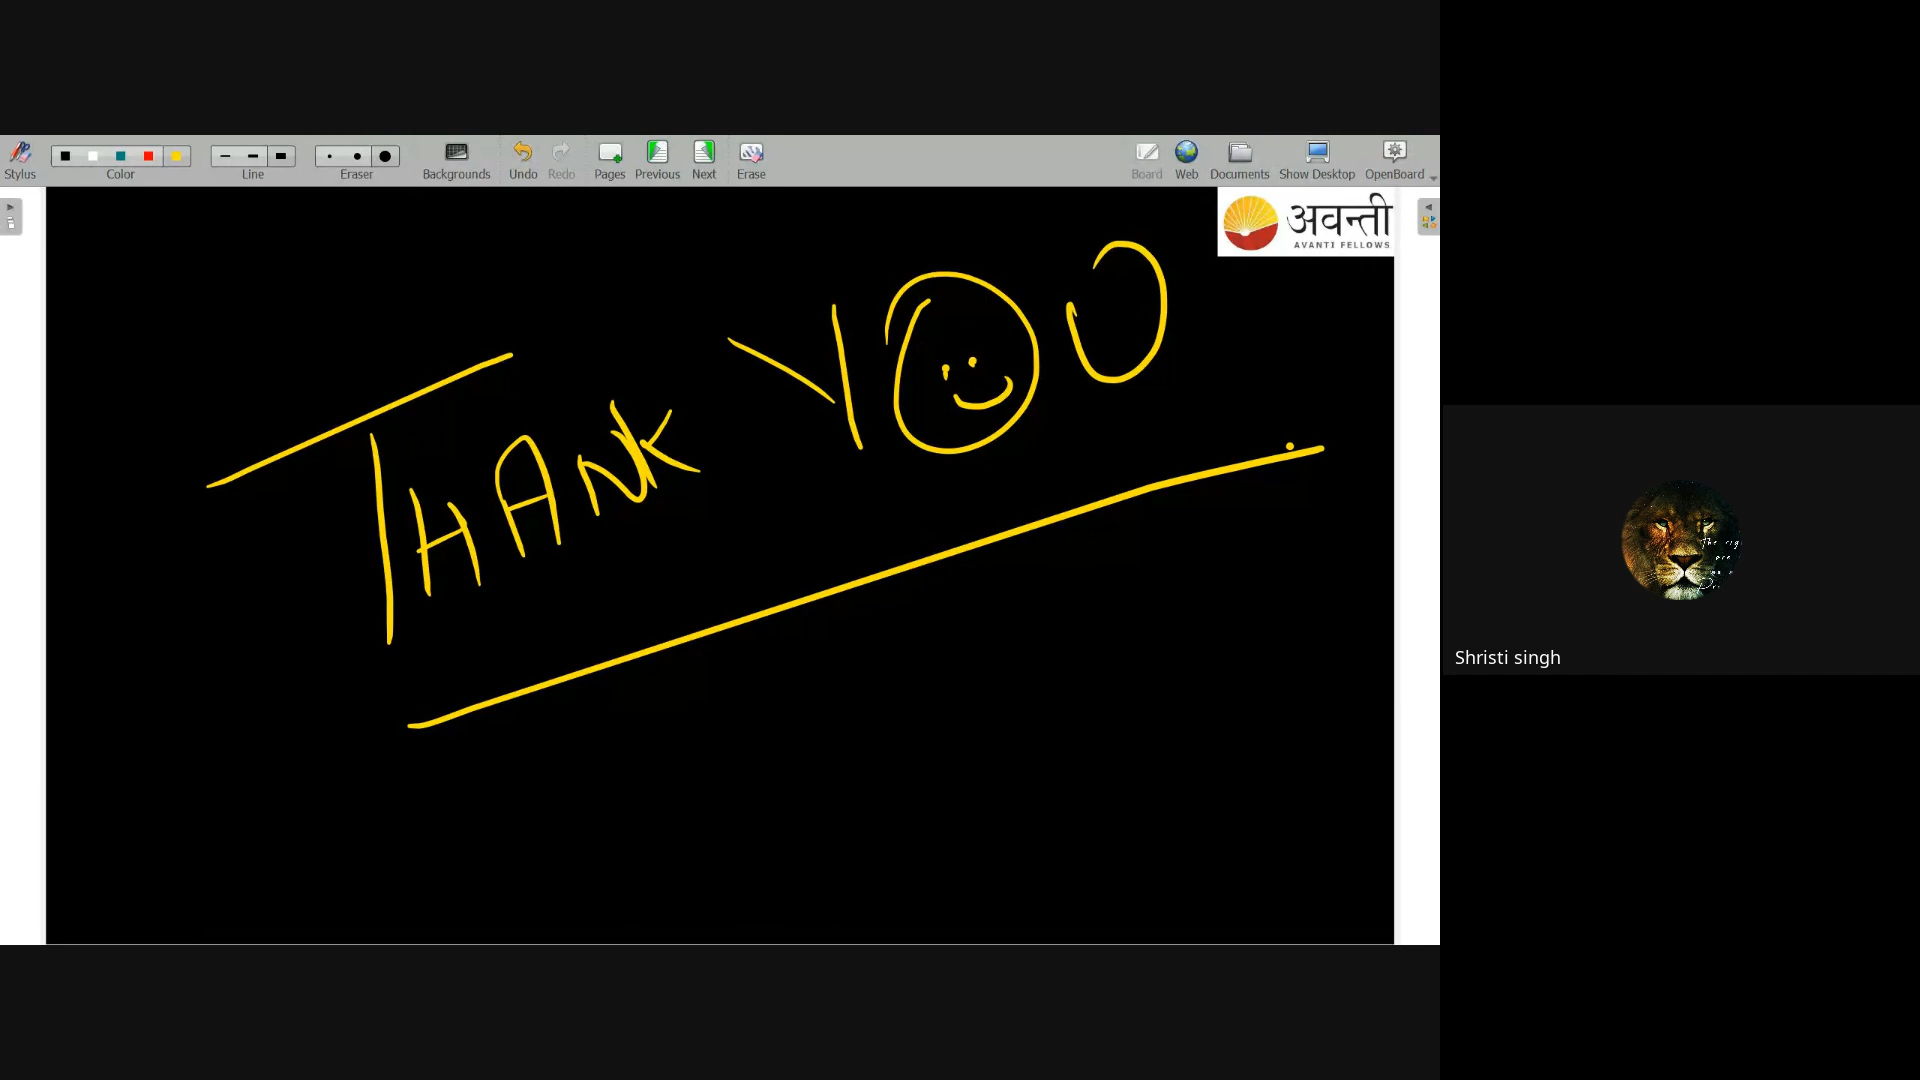 Stylus Color Line Eraser Backgrounds Undo Redo Pages Previous Next Erase Board Web Documents Show Desktop OpenBoard
अवन्ती
AVANTI FELLOWS
THANK YOU
Shristi singh